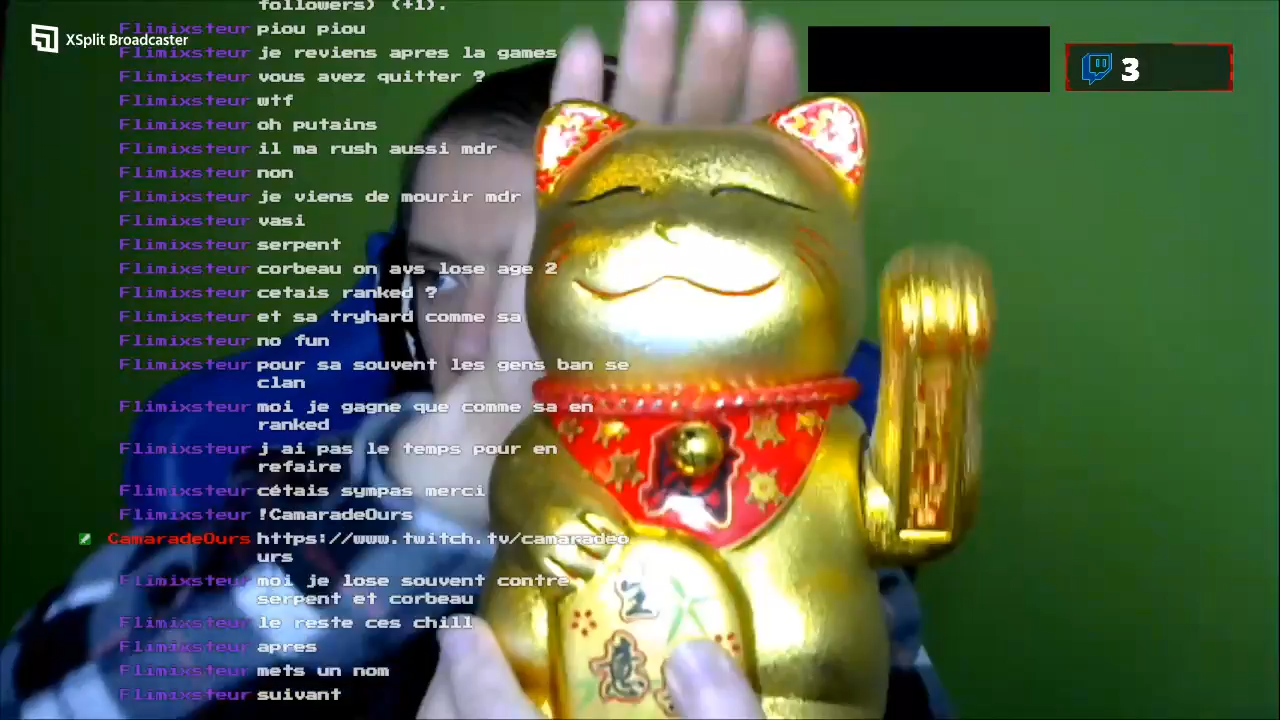 followers) (+1).
XSplit Broadcaster
3
Flimixsteur piou piou
Flimixsteur je reviens apres la games
Flimixsteur vous avez quitter ?
Flimixsteur wtf
Flimixsteur oh putains
Flimixsteur il ma rush aussi mdr
Flimixsteur non
Flimixsteur je viens de mourir mdr
Flimixsteur vasi
Flimixsteur serpent
Flimixsteur corbeau on avs lose age 2
Flimixsteur cetais ranked ?
Flimixsteur et sa tryhard comme sa
Flimixsteur no fun
Flimixsteur pour sa souvent les gens ban se
clan
Flimixsteur moi je gagne que comme sa en
ranked
Flimixsteur j ai pas le temps pour en
refaire
Flimixsteur cétais sympas merci
Flimixsteur !CamaradeOurs
CamaradeOurs https://www.twitch.tv/camaradeo
urs
Flimixsteur moi je lose souvent contre
serpent et corbeau
Flimixsteur le reste ces chill
Flimixsteur apres
Flimixsteur mets un nom
Flimixsteur suivant
意